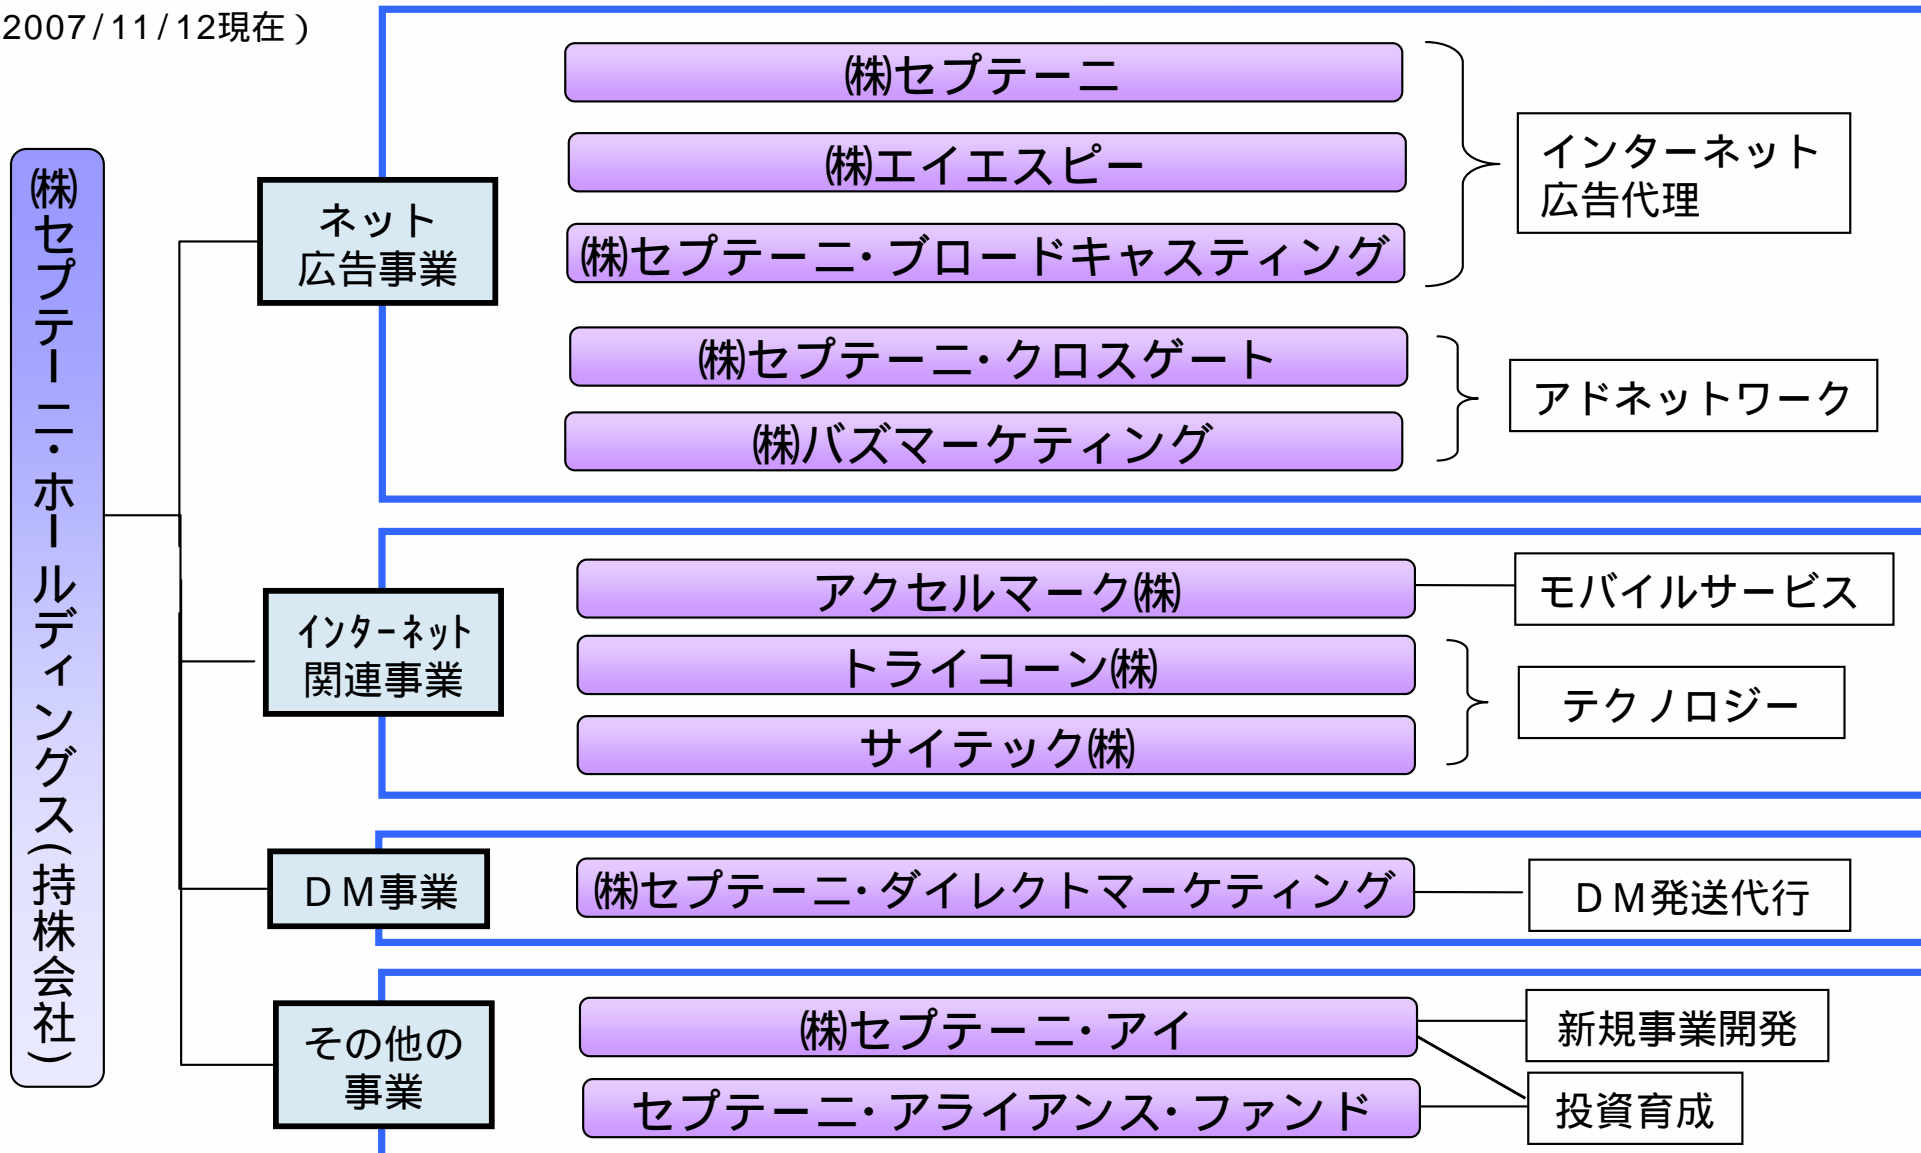 2007/11/12現在)
㈱セプテーニ・ホールディングス(持株会社)
ネット
広告事業
㈱セプテーニ
㈱エイエスピー
㈱セプテーニ・ブロードキャスティング
インターネット
広告代理
㈱セプテーニ・クロスゲート
㈱バズマーケティング
アドネットワーク
ｲﾝﾀｰﾈｯﾄ
関連事業
アクセルマーク㈱
モバイルサービス
トライコーン㈱
サイテック㈱
テクノロジー
ＤＭ事業
㈱セプテーニ・ダイレクトマーケティング
ＤＭ発送代行
その他の
事業
㈱セプテーニ・アイ
新規事業開発
セプテーニ・アライアンス・ファンド
投資育成